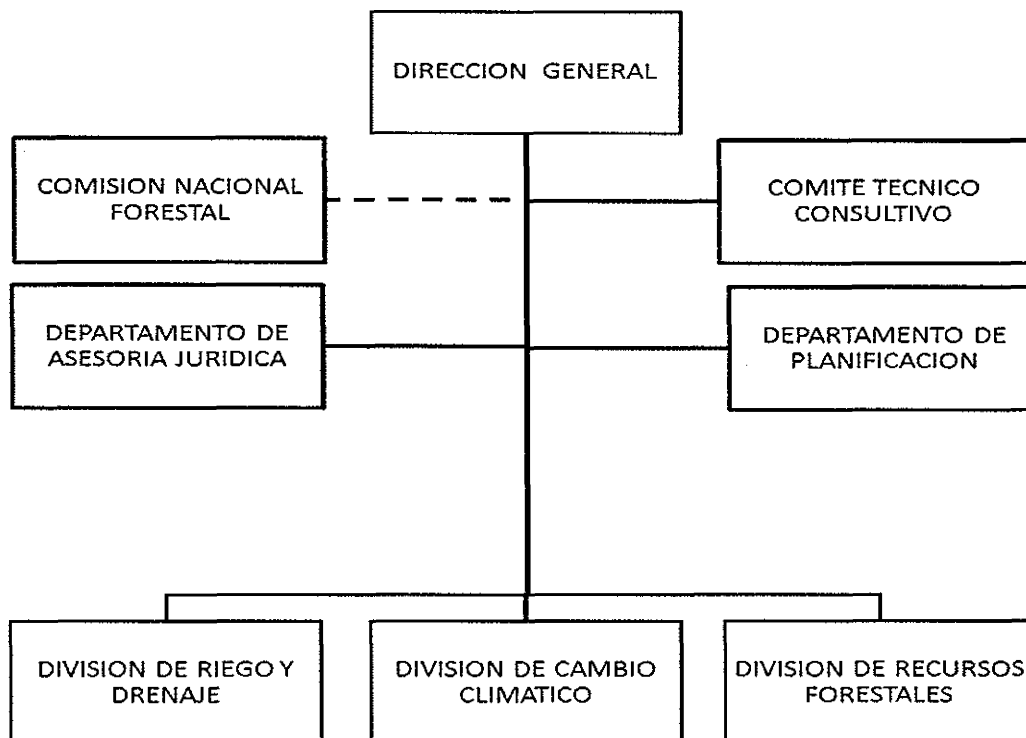 DIRECCION GENERAL
COMISION NACIONAL
FORESTAL
COMITE TECNICO
CONSULTIVO
DEPARTAMENTO DE
ASESORIA JURIDICA
DEPARTAMENTO DE
PLANIFICACION
DIVISION DE RIEGO Y
DRENAJE
DIVISION DE CAMBIO
CLIMATICO
DIVISION DE RECURSOS
FORESTALES